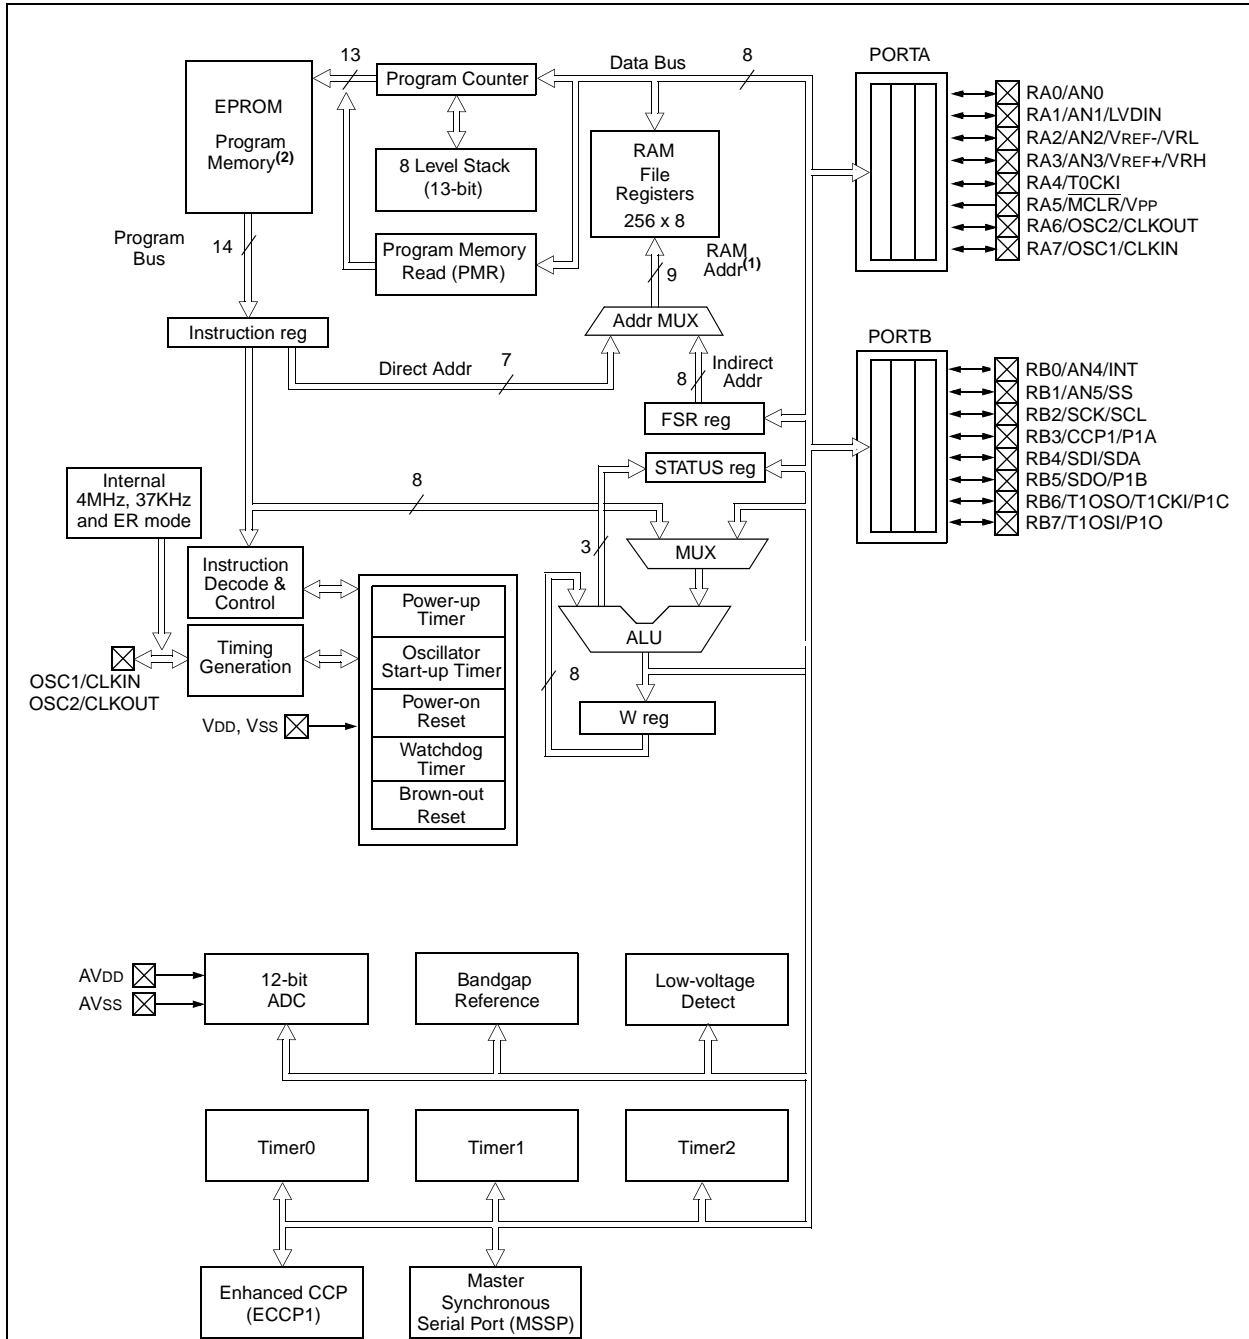 13
Data Bus
8
PORTA
EPROM
Program
Memory(2)
Program Counter
8 Level Stack
(13-bit)
Program Memory
Read (PMR)
RAM
File
Registers
256 x 8
RAM
Addr(1)
9
RA0/AN0
RA1/AN1/LVDIN
RA2/AN2/VREF-/VRL
RA3/AN3/VREF+/VRH
RA4/T0CKI
RA5/MCLR/VPP
RA6/OSC2/CLKOUT
RA7/OSC1/CLKIN
Program
Bus
14
Instruction reg
Addr MUX
Direct Addr
7
Indirect
Addr
8
FSR reg
STATUS reg
PORTB
RB0/AN4/INT
RB1/AN5/SS
RB2/SCK/SCL
RB3/CCP1/P1A
RB4/SDI/SDA
RB5/SDO/P1B
RB6/T1OSO/T1CKI/P1C
RB7/T1OSI/P1O
Internal
4MHz, 37KHz
and ER mode
8
3
MUX
Instruction
Decode &
Control
Timing
Generation
OSC1/CLKIN
OSC2/CLKOUT
VDD, VSS
Power-up
Timer
Oscillator
Start-up Timer
Power-on
Reset
Watchdog
Timer
Brown-out
Reset
ALU
8
W reg
AVDD
AVSS
12-bit
ADC
Bandgap
Reference
Low-voltage
Detect
Timer0
Timer1
Timer2
Enhanced CCP
(ECCP1)
Master
Synchronous
Serial Port (MSSP)